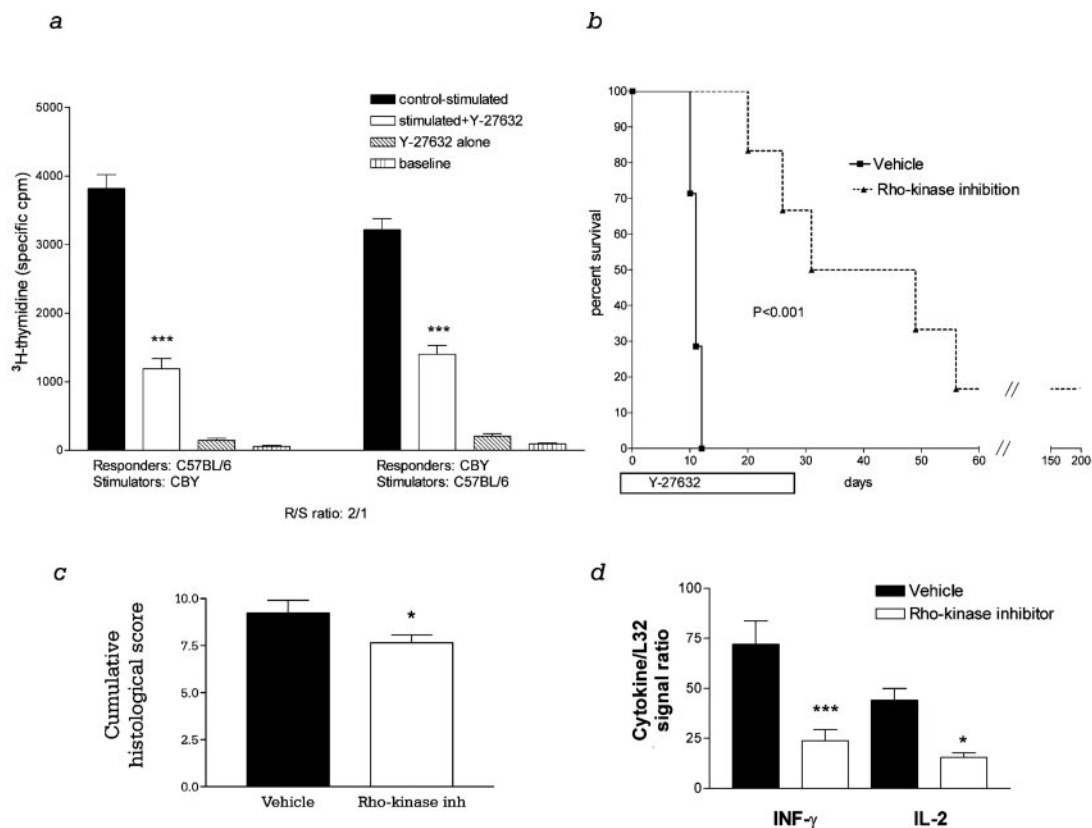 a
control-stimulated
stimulated+Y-27632
Y-27632 alone
baseline
³H-thymidine (specific cpm)
5000
4000
3000
2000
1000
0
***
***
Responders: C57BL/6
Stimulators: CBY
Responders: CBY
Stimulators: C57BL/6
R/S ratio: 2/1
b
percent survival
100
90
80
70
60
50
40
30
20
10
0
Vehicle
Rho-kinase inhibition
P<0.001
//
0 10 20 30 40 50 60 // 150 200
Y-27632
days
c
Cumulative
histological score
10.0
7.5
5.0
2.5
0.0
*
Vehicle Rho-kinase inh
d
Cytokine/L32
signal ratio
100
75
50
25
0
Vehicle
Rho-kinase inhibitor
***
*
INF-γ IL-2